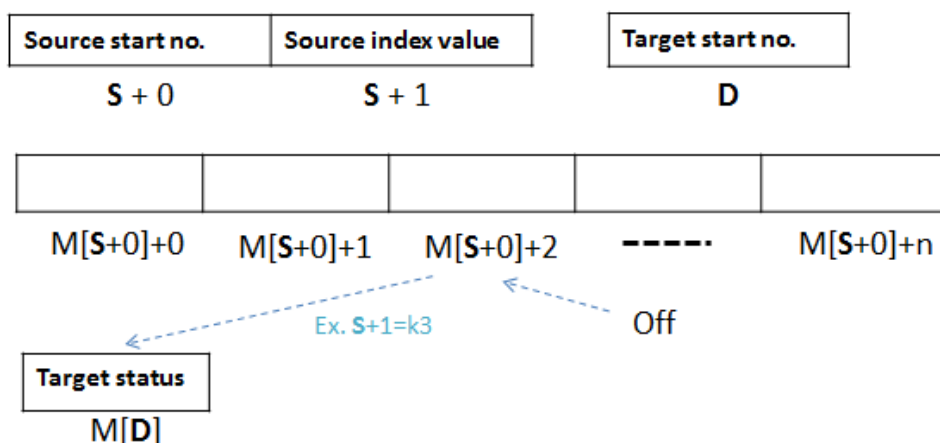 Source start no. Source index value Target start no.
S + 0 S + 1 D
M[S+0]+0 M[S+0]+1 M[S+0]+2 ----- M[S+0]+n
Ex. S+1=k3 Off
Target status
M[D]